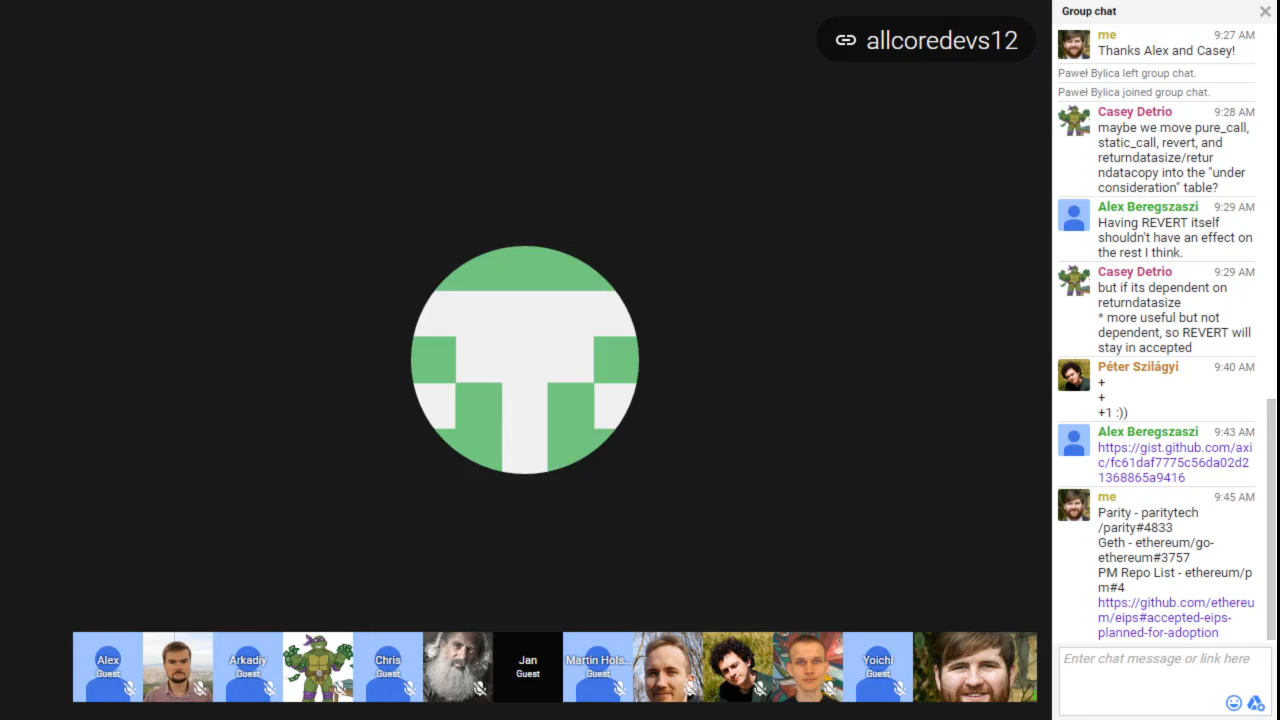 allcoredevs12
Group chat
me 9:27 AM
Thanks Alex and Casey!
Paweł Bylica left group chat.
Paweł Bylica joined group chat.
Casey Detrio 9:28 AM
maybe we move pure_call,
static_call, revert, and
returndatasize/retur
ndatacopy into the "under
consideration" table?
Alex Beregszaszi 9:29 AM
Having REVERT itself
shouldn't have an effect on
the rest I think.
Casey Detrio 9:29 AM
but if its dependent on
returndatasize
* more useful but not
dependent, so REVERT will
stay in accepted
Péter Szilágyi 9:40 AM
+
+
+1 :))
Alex Beregszaszi 9:43 AM
https://gist.github.com/axi
c/fc61daf7775c56da02d2
1368865a9416
me 9:45 AM
Parity - paritytech
/parity#4833
Geth - ethereum/go-
ethereum#3757
PM Repo List - ethereum/p
m#4
https://github.com/ethereu
m/eips#accepted-eips-
planned-for-adoption
Enter chat message or link here
Alex
Guest
Arkadiy
Guest
Chris
Guest
Jan
Guest
Martin Hols...
Guest
Yoichi
Guest